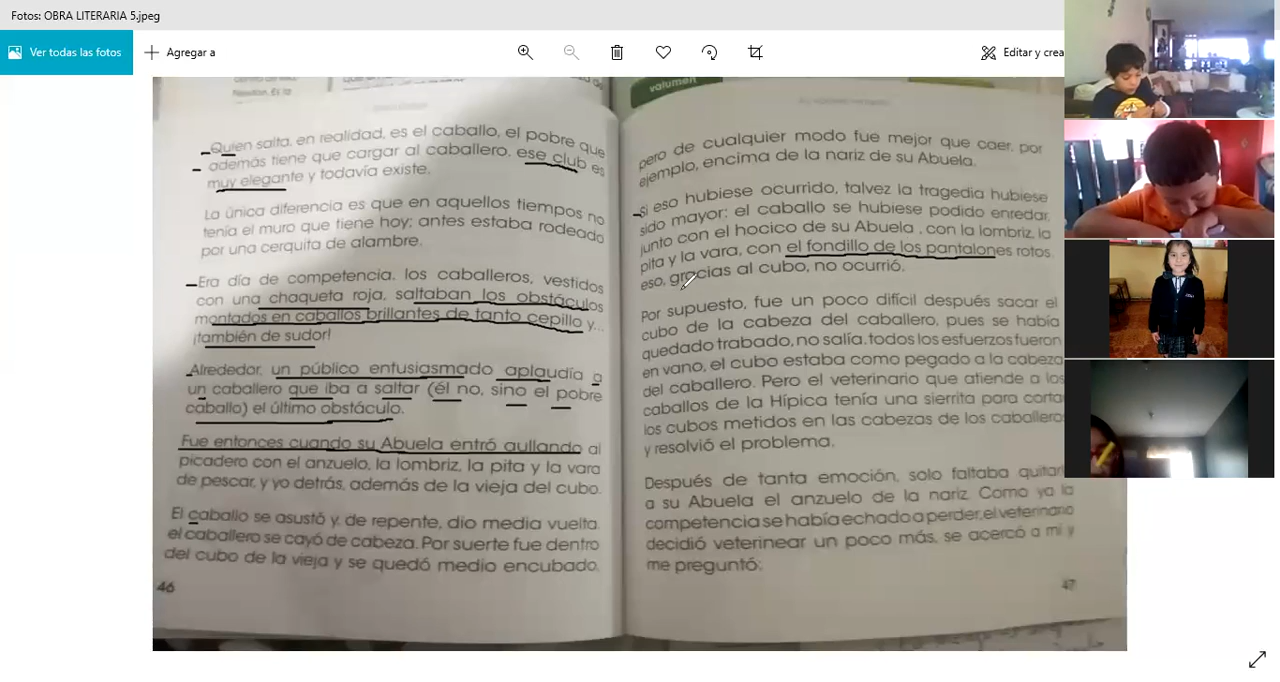 Fotos: OBRA LITERARIA 5.jpeg
Ver todas las fotos
Agregar a
Editar y crea
Quien salta, en realidad, es el caballo, el pobre que
además tiene que cargar al caballero, ese club es
muy elegante y todavía existe.
La única diferencia es que en aquellos tiempos no
tenía el muro que tiene hoy; antes estaba rodeada
por una cerquita de alambre.
Era día de competencia, los caballeros, vestidos
con una chaqueta roja, saltaban los obstáculos
montados en caballos brillantes de tanto cepillo y...
¡también de sudor!
Alrededor, un público entusiasmado aplaudía a
un caballero que iba a saltar (él no, sino el pobre
caballo) el último obstáculo.
Fue entonces cuando su Abuela entró aullando al
picadero con el anzuelo, la lombriz, la pita y la vara
de pescar, y yo detrás, además de la vieja del cubo.
El caballo se asustó y, de repente, dio media vuelta,
el caballero se cayó de cabeza. Por suerte fue dentro
del cubo de la vieja y se quedó medio encubado,
46
volumen
pero de cualquier modo fue mejor que caer, por
ejemplo, encima de la nariz de su Abuela.
Si eso hubiese ocurrido, talvez la tragedia hubiese
sido mayor: el caballo se hubiese podido enredar,
junto con el hocico de su Abuela, con la lombriz, la
pita y la vara, con el fondillo de los pantalones rotos,
eso, gracias al cubo, no ocurrió.
Por supuesto, fue un poco difícil después sacar el
cubo de la cabeza del caballero, pues se había
quedado trabado, no salía, todos los esfuerzos fueron
en vano, el cubo estaba como pegado a la cabeza
del caballero. Pero el veterinario que atiende a los
caballos de la Hípica tenía una sierrita para corta
los cubos metidos en las cabezas de los caballeros
y resolvió el problema.
Después de tanta emoción, solo faltaba quitar
a su Abuela el anzuelo de la nariz. Como ya la
competencia se había echado a perder, el veterinario
decidió veterinear un poco más, se acercó a mí y
me preguntó:
47